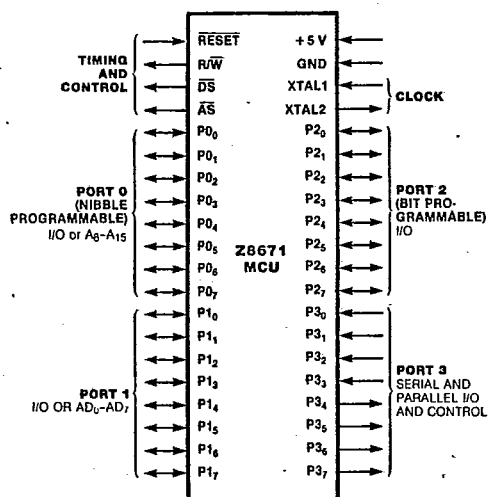 TIMING
AND
CONTROL
RESET
R/W
DS
AS
PORT 0
(NIBBLE
PROGRAMMABLE)
I/O or A8–A15
P00
P01
P02
P03
P04
P05
P06
P07
PORT 1
I/O OR AD0–AD7
P10
P11
P12
P13
P14
P15
P16
P17
Z8671
MCU
+5V
GND
XTAL1
XTAL2
CLOCK
P20
P21
P22
P23
P24
P25
P26
P27
PORT 2
(BIT PRO-
GRAMMABLE)
I/O
P30
P31
P32
P33
P34
P35
P36
P37
PORT 3
SERIAL AND
PARALLEL I/O
AND CONTROL